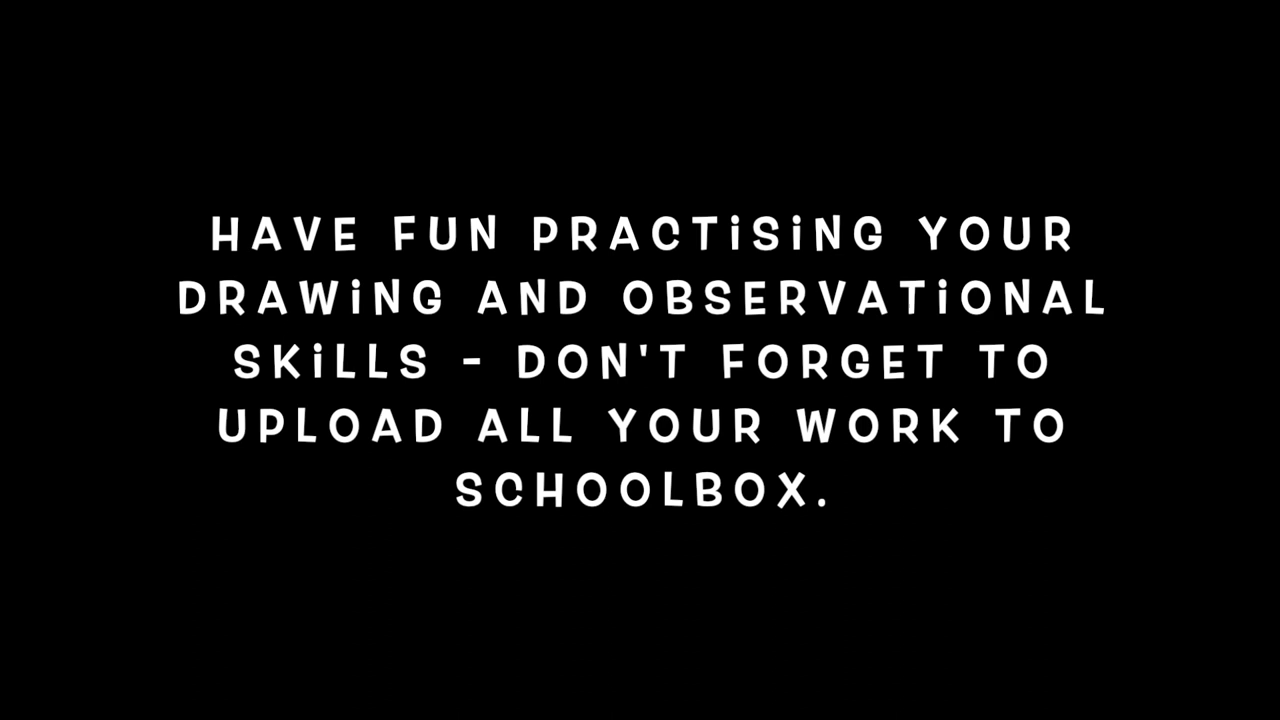 HAVE FUN PRACTiSiNG YOUR
DRAWiNG AND OBSERVATiONAL
SKiLLS - DON'T FORGET TO
UPLOAD ALL YOUR WORK TO
SCHOOLBOX.